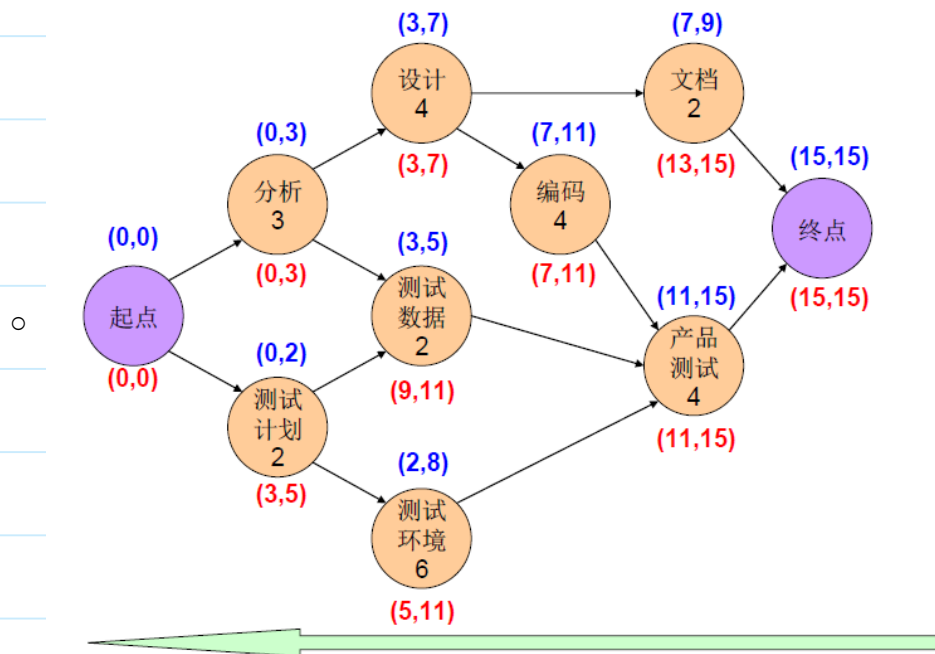 (3,7)
设计
4
(3,7)
(7,9)
文档
2
(13,15)
(0,3)
分析
3
(0,3)
(7,11)
编码
4
(7,11)
(15,15)
终点
(15,15)
(0,0)
起点
(0,0)
(3,5)
测试
数据
2
(9,11)
(11,15)
产品
测试
4
(11,15)
(0,2)
测试
计划
2
(3,5)
(2,8)
测试
环境
6
(5,11)